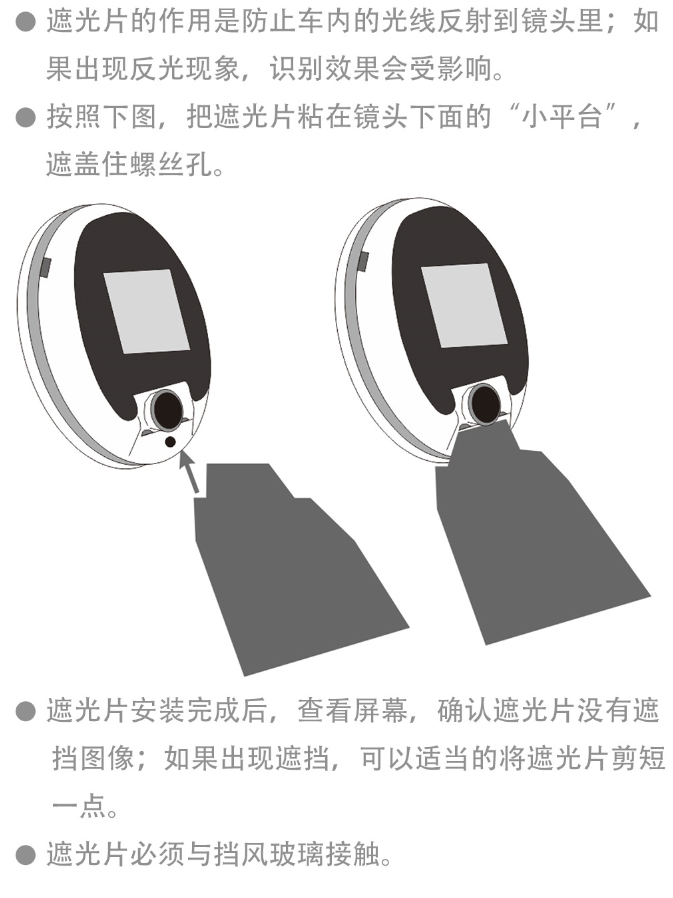 ● 遮光片的作用是防止车内的光线反射到镜头里；如
果出现反光现象，识别效果会受影响。
● 按照下图，把遮光片粘在镜头下面的“小平台”，
遮盖住螺丝孔。
● 遮光片安装完成后，查看屏幕，确认遮光片没有遮
挡图像；如果出现遮挡，可以适当的将遮光片剪短
一点。
● 遮光片必须与挡风玻璃接触。